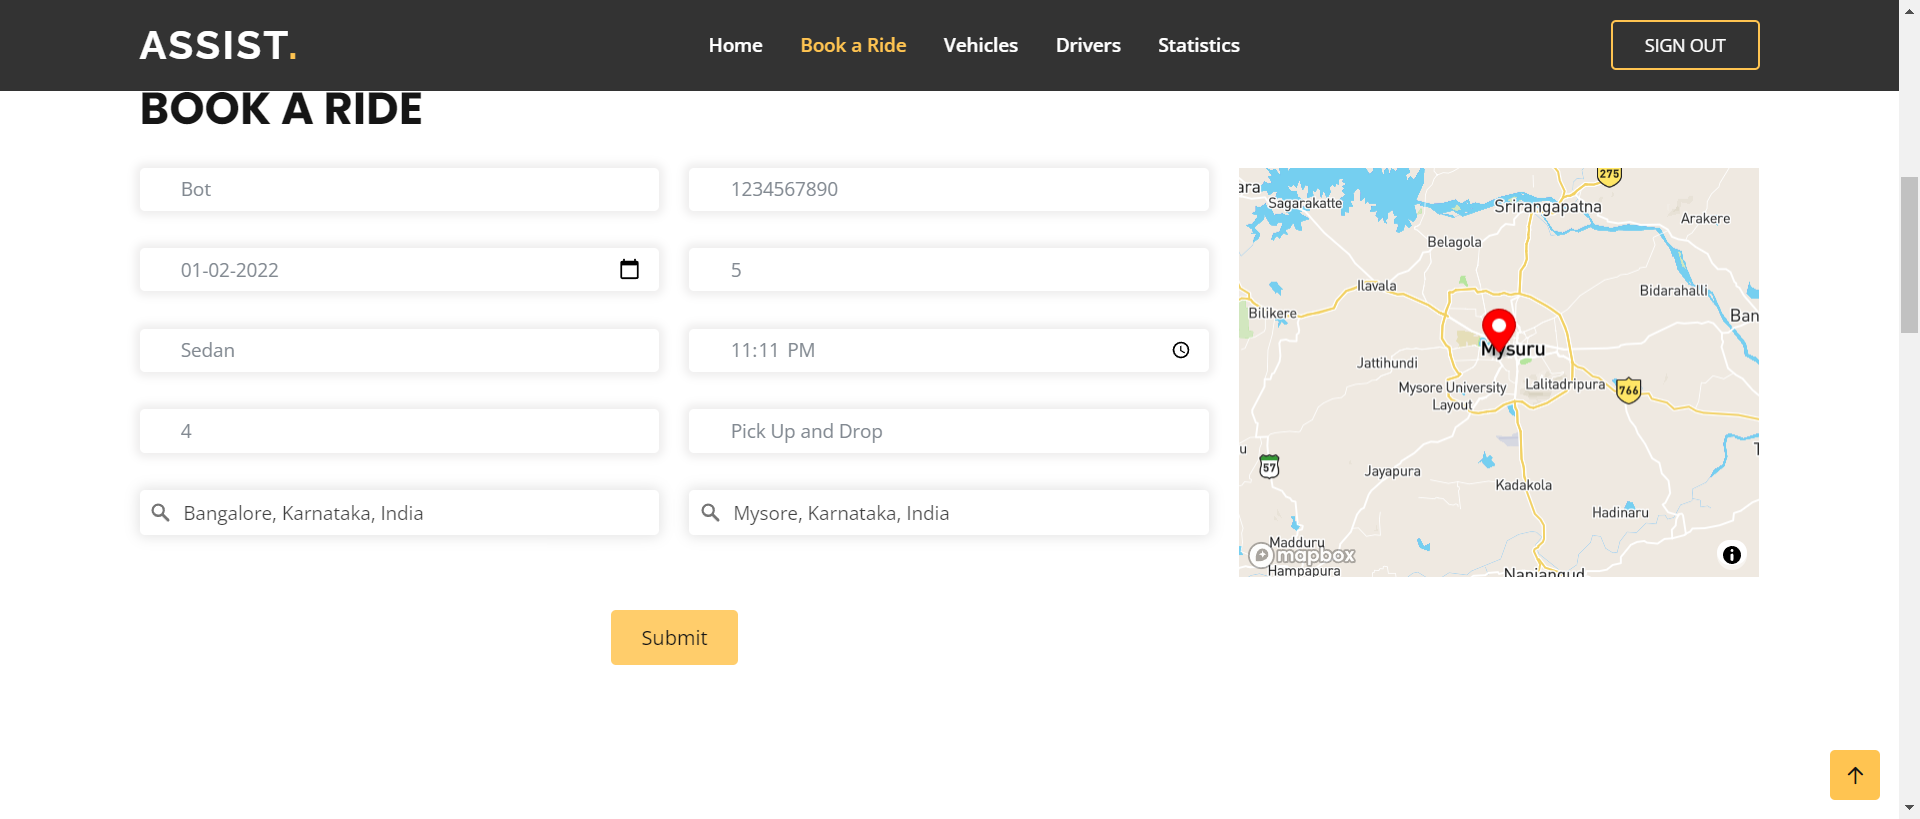 ASSIST.
Home
Book a Ride
Vehicles
Drivers
Statistics
SIGN OUT
BOOK A RIDE
Bot
1234567890
01-02-2022
5
Sedan
11:11 PM
4
Pick Up and Drop
Bangalore, Karnataka, India
Mysore, Karnataka, India
Submit
275
ara
Sagarakatte
Srirangapatna
Arakere
Belagola
Ilavala
Bidarahalli
Bilikere
Ban
Mysuru
Jattihundi
Mysore University
Layout
Lalitadripura
766
u
T
57
Jayapura
Kadakola
Hadinaru
Madduru
mapbox
Hampapura
Nanjangud